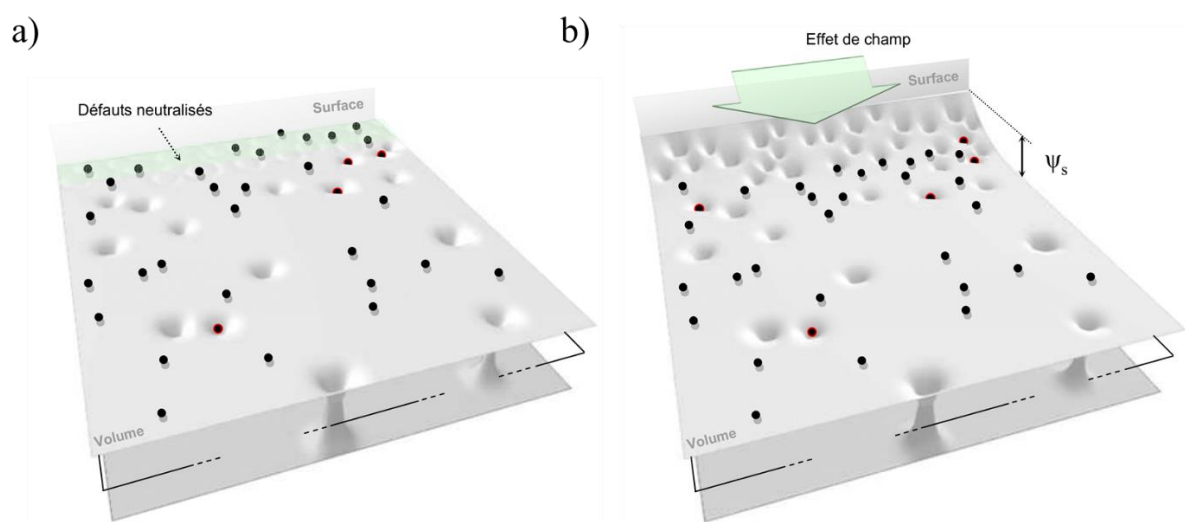 a)
Défauts neutralisés
Surface
Volume
b)
Effet de champ
Surface
ψs
Volume